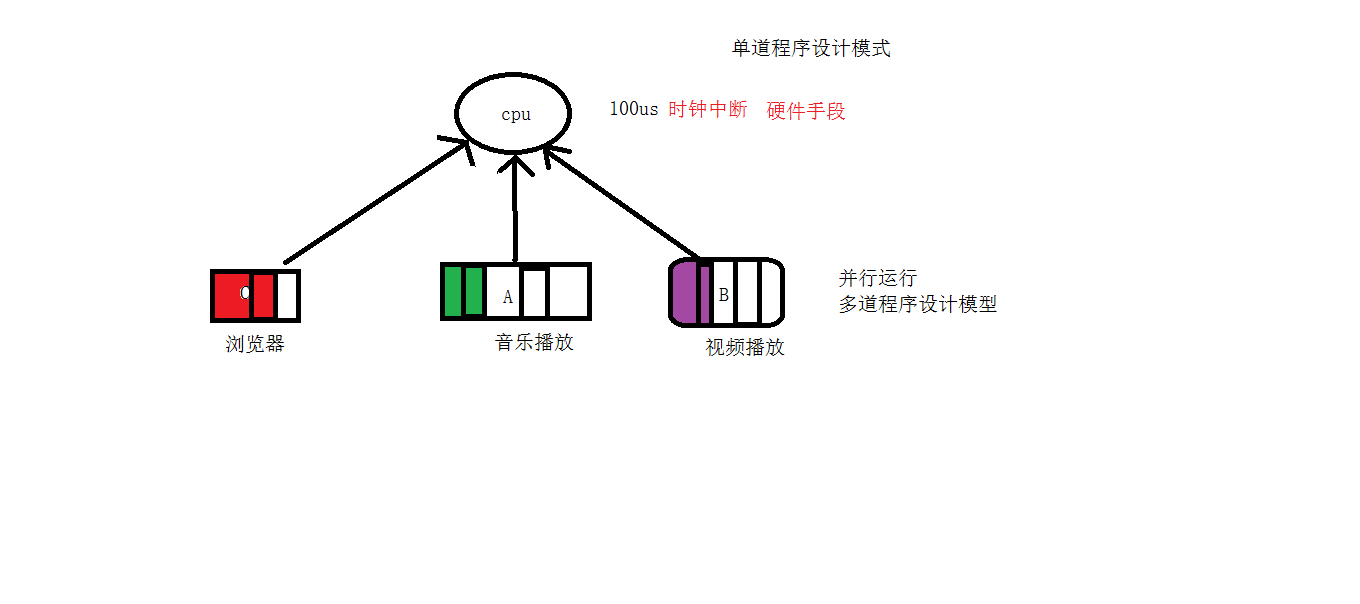 单道程序设计模式
cpu
100us 时钟中断 硬件手段
A
B
并行运行
多道程序设计模型
浏览器
音乐播放
视频播放